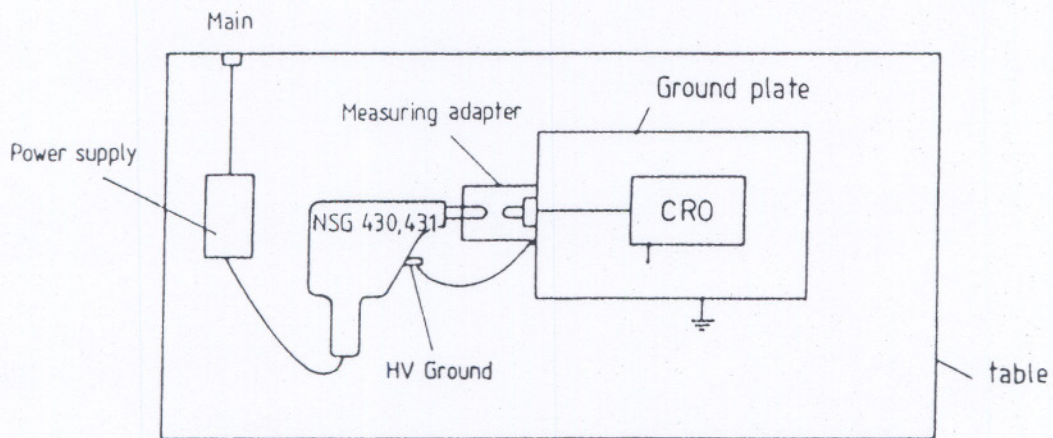 Main
Ground plate
Measuring adapter
Power supply
NSG 430,431
CRO
HV Ground
table